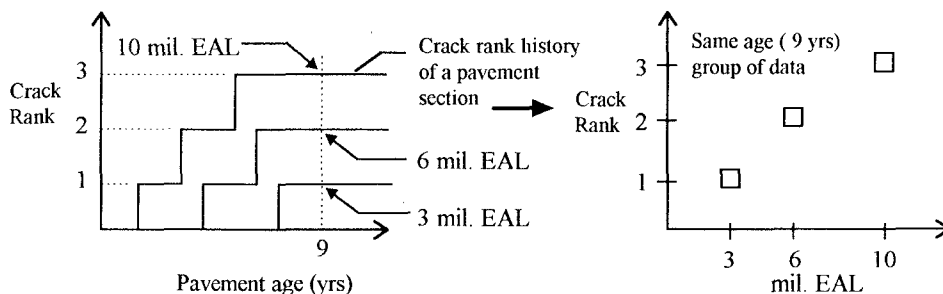 10 mil. EAL
3
Crack
Rank
2
1
Crack rank history
of a pavement
section
6 mil. EAL
3 mil. EAL
9
Pavement age (yrs)
Same age ( 9 yrs)
group of data
3
Crack
Rank
2
1
3 6 10
mil. EAL